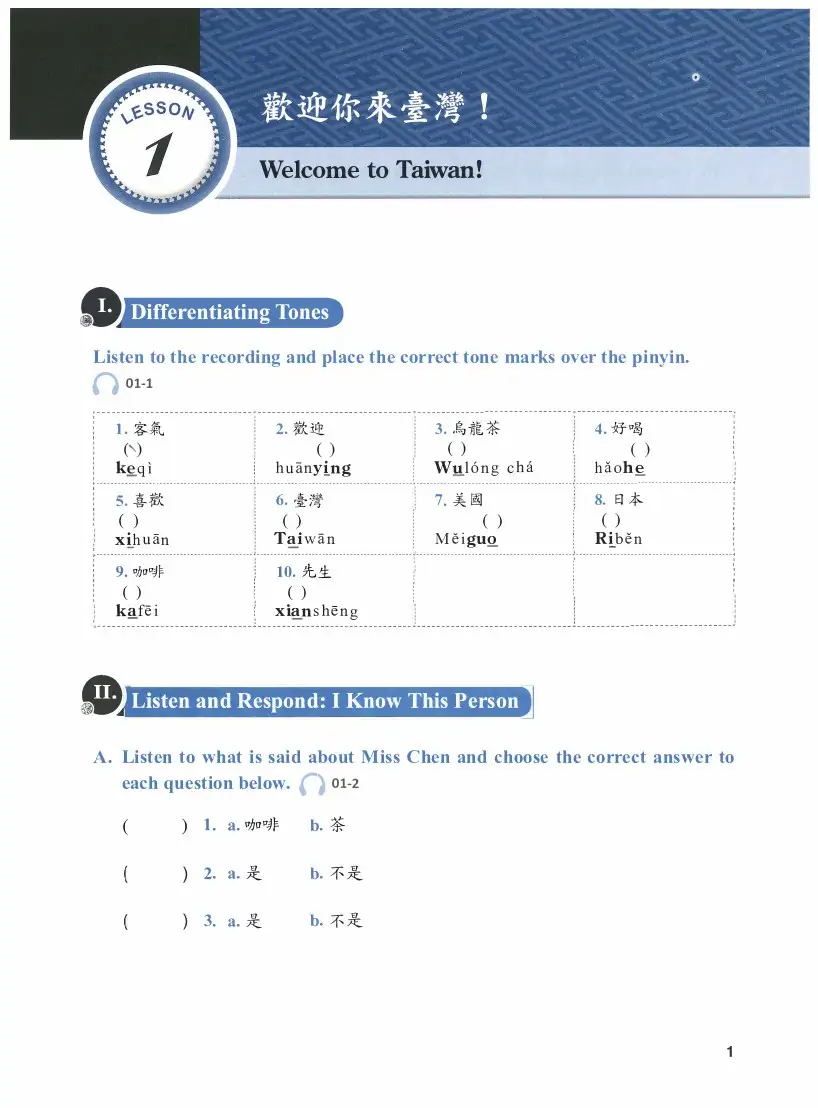 LESSON
1
歡迎你來臺灣！
Welcome to Taiwan!
I. Differentiating Tones
Listen to the recording and place the correct tone marks over the pinyin.
01-1
1. 客氣 2. 歡迎 3. 烏龍茶 4. 好喝
(ˋ) ( ) ( ) ( )
keqì huānying Wulóng chá hǎohe
5. 喜歡 6. 臺灣 7. 美國 8. 日本
( ) ( ) ( ) ( )
xihuān Taiwān Měiguo Riběn
9. 咖啡 10. 先生
( ) ( )
kafēi xianshēng
II. Listen and Respond: I Know This Person
A. Listen to what is said about Miss Chen and choose the correct answer to
each question below. 01-2
( ) 1. a. 咖啡 b. 茶
( ) 2. a. 是 b. 不是
( ) 3. a. 是 b. 不是
1